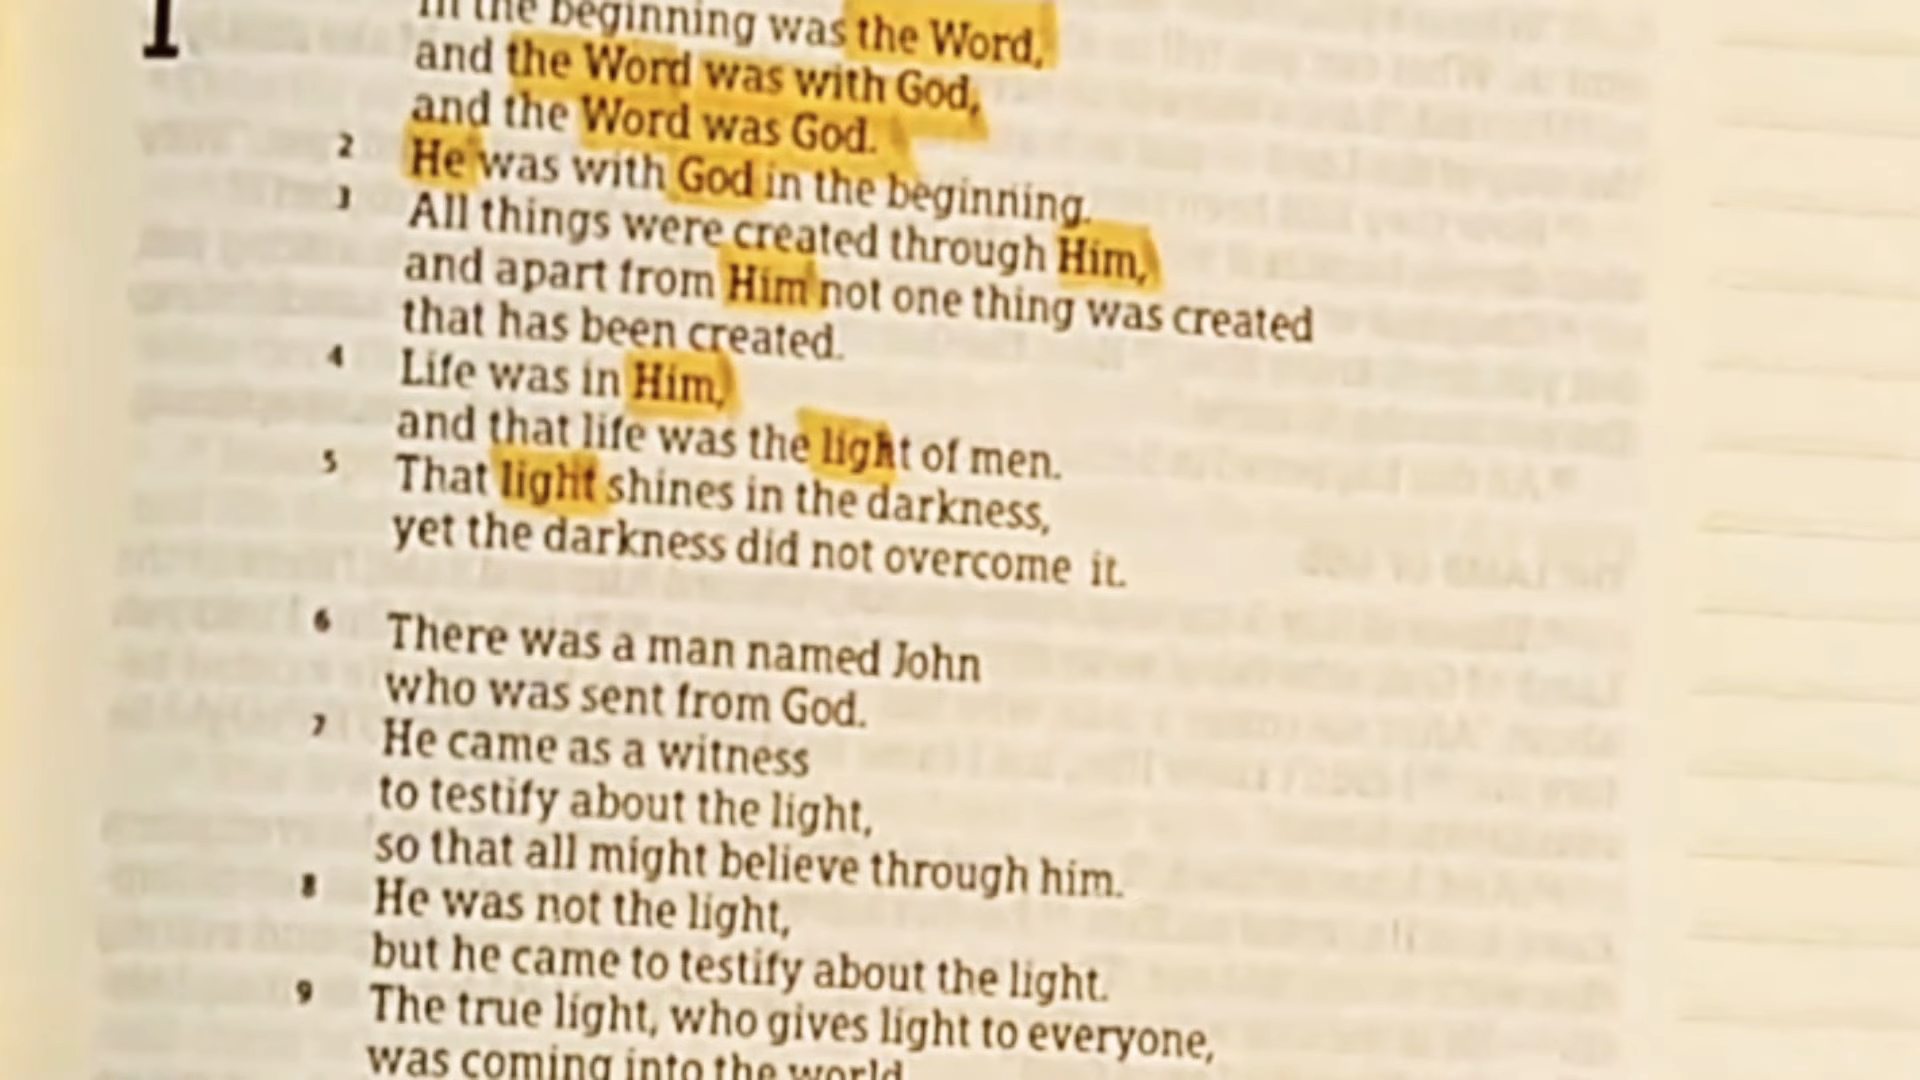 1 In the beginning was the Word,
and the Word was with God,
and the Word was God.
2 He was with God in the beginning.
3 All things were created through Him,
and apart from Him not one thing was created
that has been created.
4 Life was in Him,
and that life was the light of men.
5 That light shines in the darkness,
yet the darkness did not overcome it.
6 There was a man named John
who was sent from God.
7 He came as a witness
to testify about the light,
so that all might believe through him.
8 He was not the light,
but he came to testify about the light.
9 The true light, who gives light to everyone,
was coming into the world